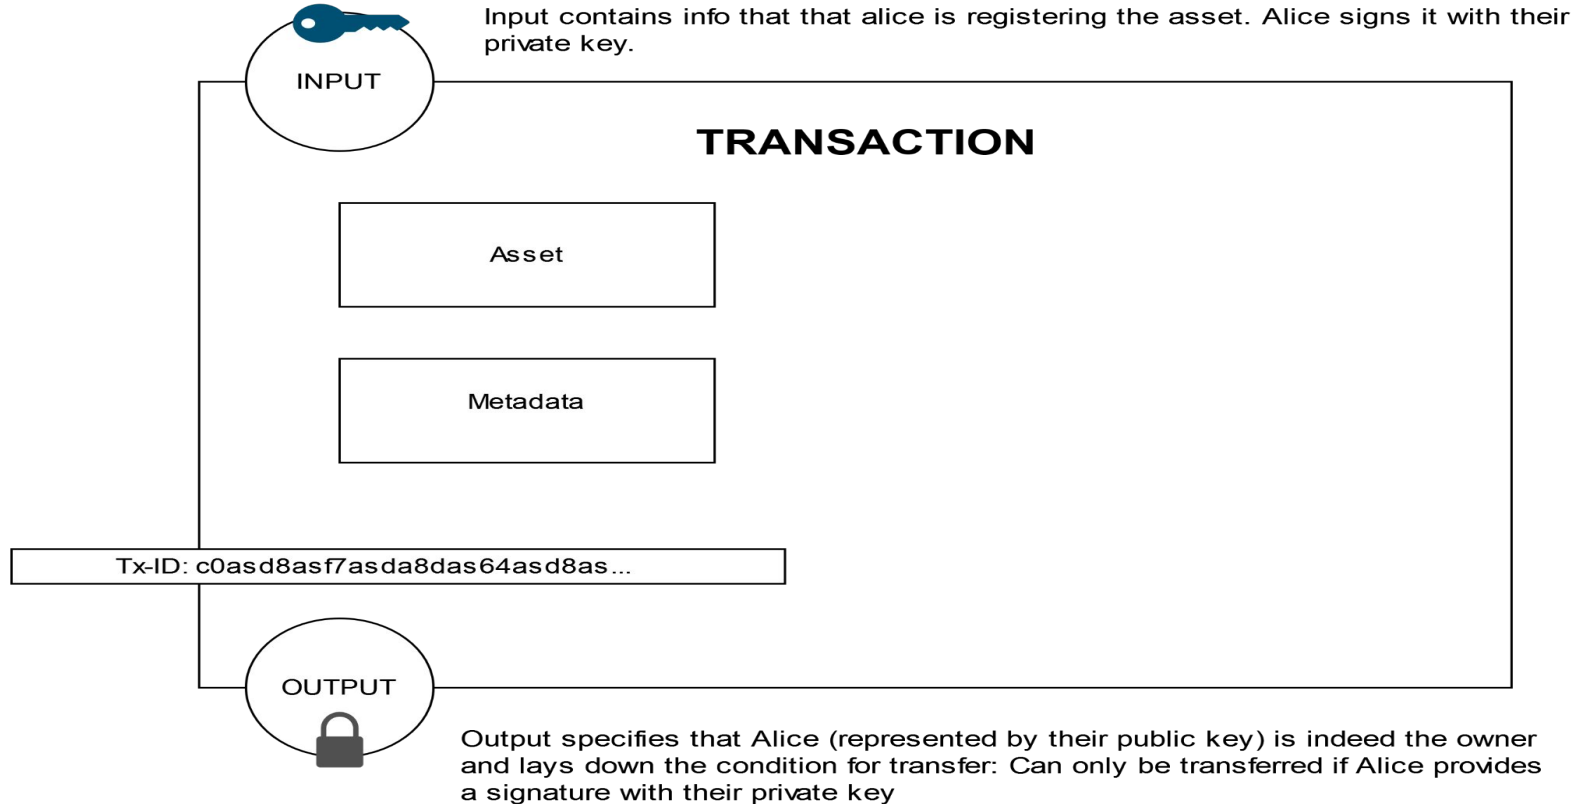 Input contains info that that alice is registering the asset. Alice signs it with their
private key.
INPUT
TRANSACTION
Asset
Metadata
Tx-ID: c0asd8asf7asda8das64asd8as...
OUTPUT
Output specifies that Alice (represented by their public key) is indeed the owner
and lays down the condition for transfer: Can only be transferred if Alice provides
a signature with their private key